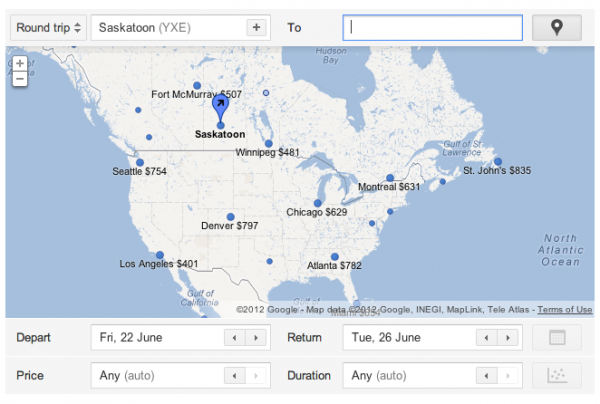 Round trip Saskatoon (YXE) + To
Hudson
Bay
+
−
Fort McMurray $507
Saskatoon
Gulf of St
Lawrence
Winnipeg $481
Seattle $754
St. John's $835
Montreal $631
Chicago $629
Denver $797
North
Atlantic
Ocean
Los Angeles $401
Atlanta $782
Gulf of
California
Gulf of
©2012 Google - Map data ©2012 Google, INEGI, MapLink, Tele Atlas - Terms of Use
Depart Fri, 22 June Return Tue, 26 June
Price Any (auto) Duration Any (auto)